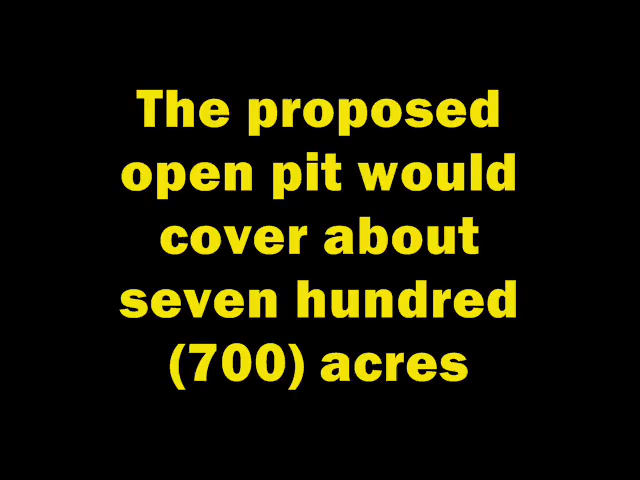 The proposed
open pit would
cover about
seven hundred
(700) acres